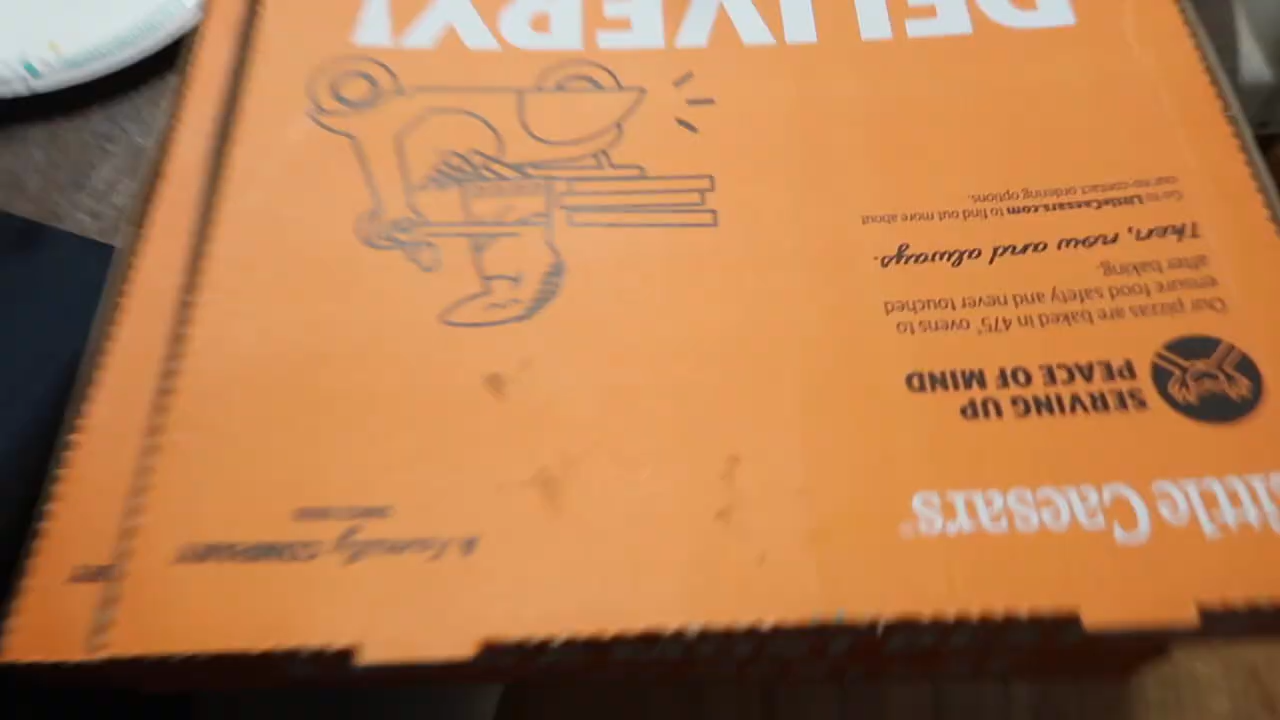 DELIVERY!
Little Caesars®
SERVING UP
PEACE OF MIND
Our pizzas are baked in 475° ovens to
ensure food safety and never touched
after baking.
Then, now and always.
Go to LittleCaesars.com to find out more about
our no-contact ordering options.
A Family COMPANY